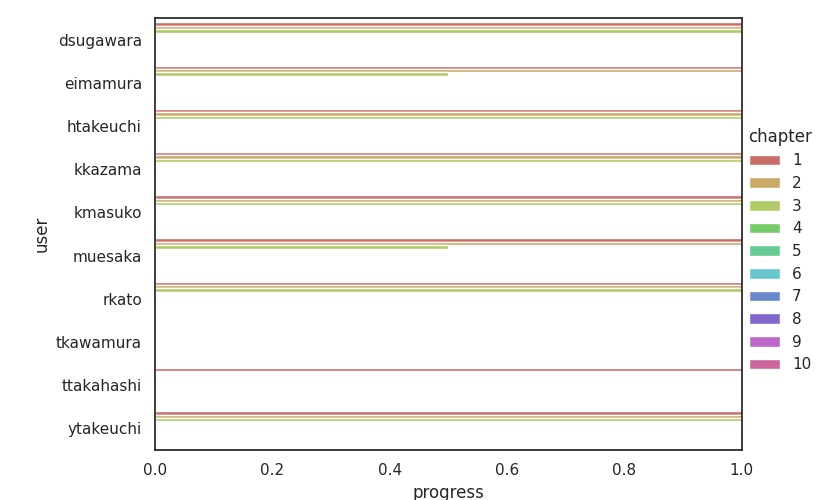 dsugawara
eimamura
htakeuchi
kkazama
kmasuko
muesaka
rkato
tkawamura
ttakahashi
ytakeuchi
user
0.0 0.2 0.4 0.6 0.8 1.0
progress
chapter
1
2
3
4
5
6
7
8
9
10